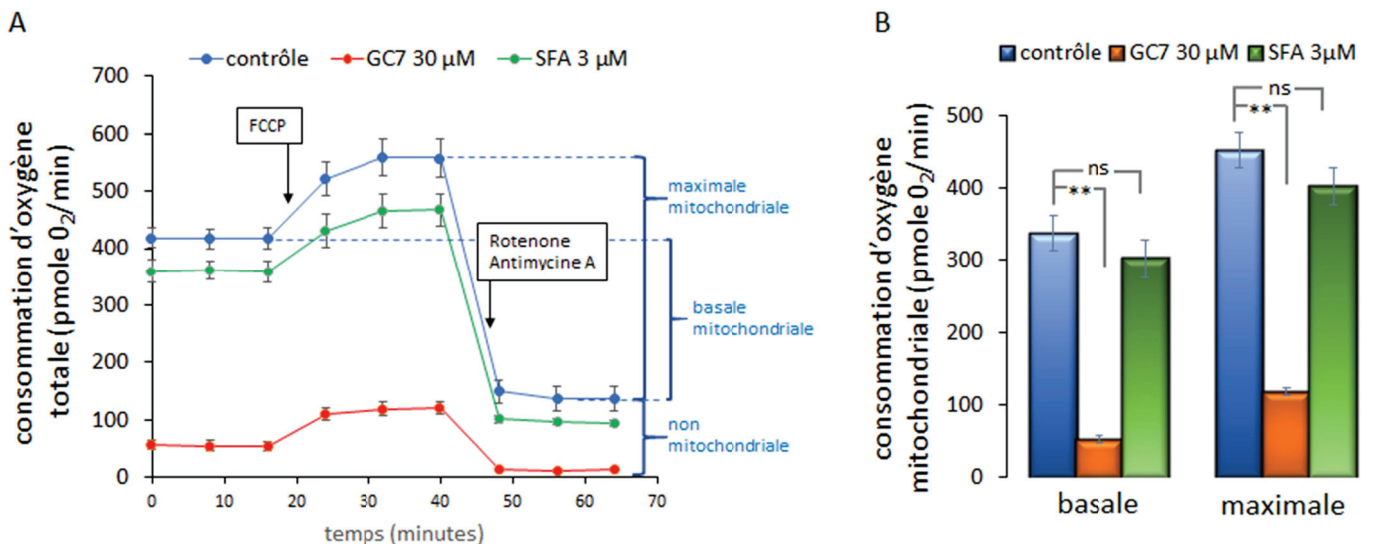 A
contrôle GC7 30 µM SFA 3 µM
consommation d'oxygène
totale (pmole 0₂/min)
700
600
500
400
300
200
100
0
FCCP
Rotenone
Antimycine A
maximale
mitochondriale
basale
mitochondriale
non
mitochondriale
0 10 20 30 40 50 60 70
temps (minutes)
B
contrôle GC7 30 µM SFA 3µM
consommation d'oxygène
mitochondriale (pmole 0₂/min)
500
400
300
200
100
0
ns
**
ns
**
basale maximale